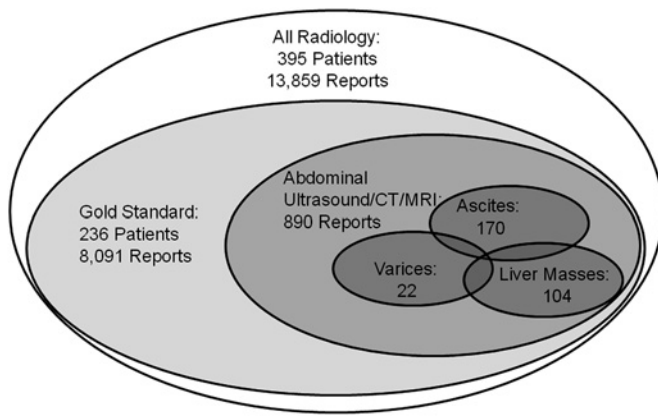 All Radiology:
395 Patients
13,859 Reports
Gold Standard:
236 Patients
8,091 Reports
Abdominal
Ultrasound/CT/MRI:
890 Reports
Ascites:
170
Varices:
22
Liver Masses:
104